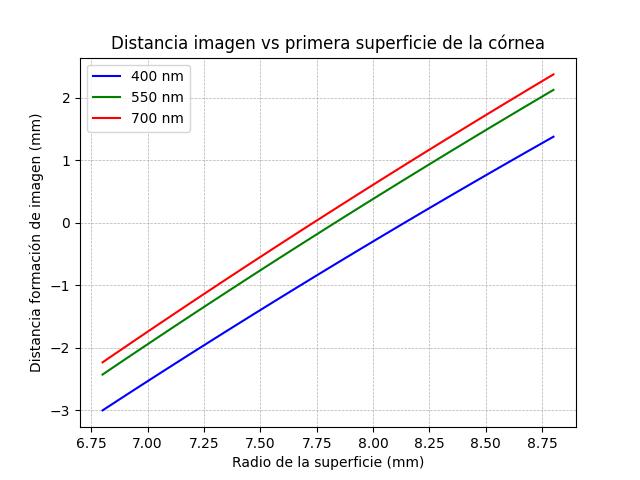 Distancia imagen vs primera superficie de la córnea
400 nm
550 nm
700 nm
Distancia formación de imagen (mm)
2
1
0
−1
−2
−3
6.75 7.00 7.25 7.50 7.75 8.00 8.25 8.50 8.75
Radio de la superficie (mm)